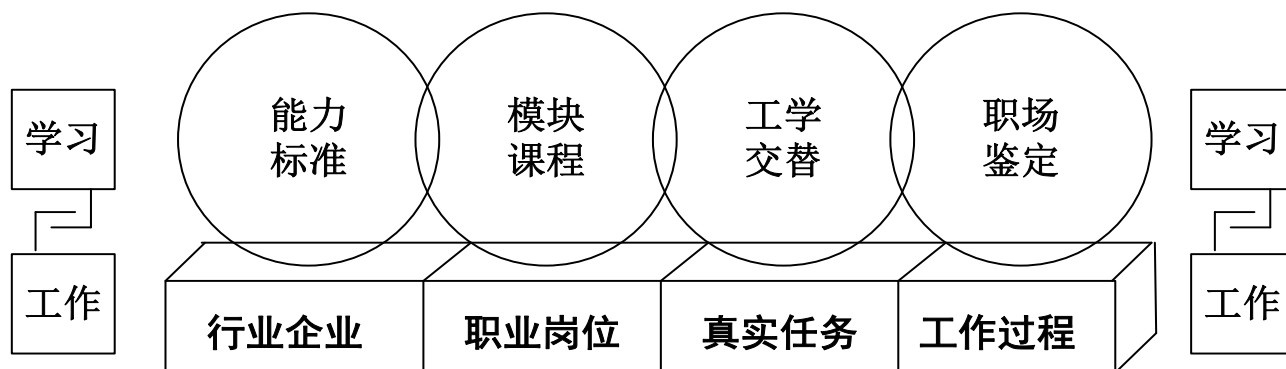 学习
工作
能力
标准
模块
课程
工学
交替
职场
鉴定
行业企业
职业岗位
真实任务
工作过程
学习
工作